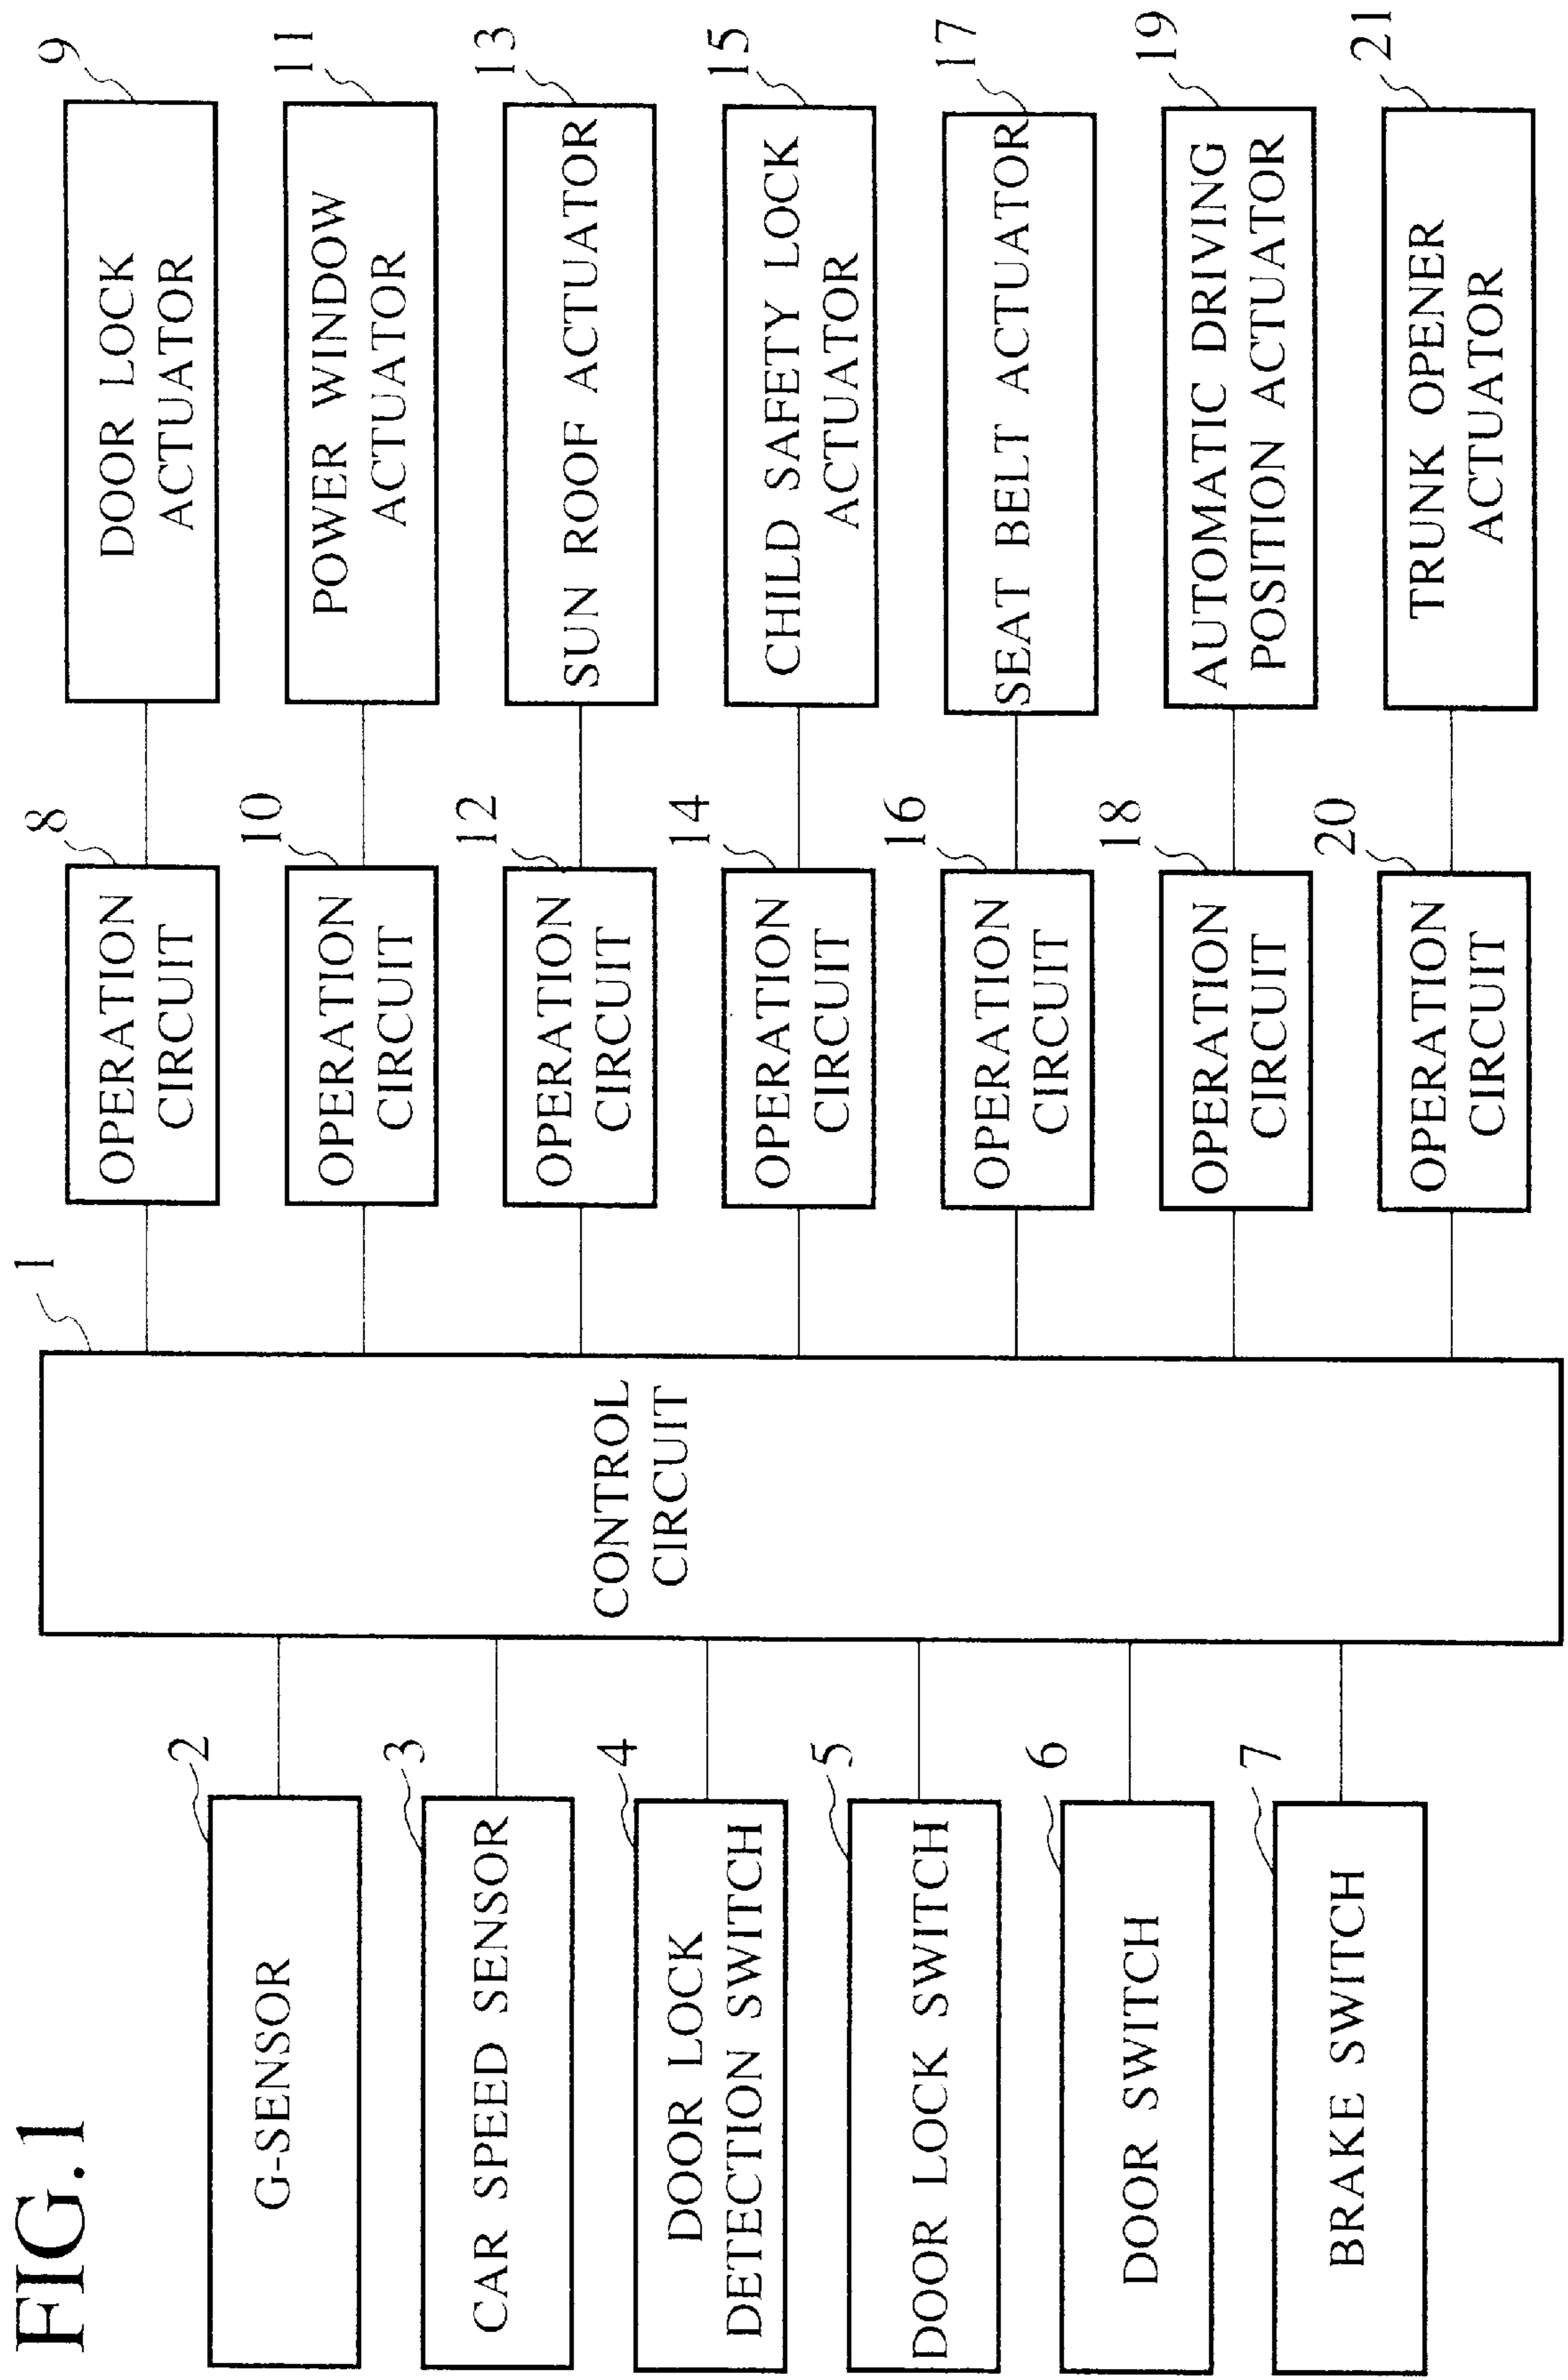 FIG. 1
2
G-SENSOR
3
CAR SPEED SENSOR
4
DOOR LOCK
DETECTION SWITCH
5
DOOR LOCK SWITCH
6
DOOR SWITCH
7
BRAKE SWITCH
1
CONTROL
CIRCUIT
8
OPERATION
CIRCUIT
10
OPERATION
CIRCUIT
12
OPERATION
CIRCUIT
14
OPERATION
CIRCUIT
16
OPERATION
CIRCUIT
18
OPERATION
CIRCUIT
20
OPERATION
CIRCUIT
9
DOOR LOCK
ACTUATOR
11
POWER WINDOW
ACTUATOR
13
SUN ROOF ACTUATOR
15
CHILD SAFETY LOCK
ACTUATOR
17
SEAT BELT ACTUATOR
19
AUTOMATIC DRIVING
POSITION ACTUATOR
21
TRUNK OPENER
ACTUATOR